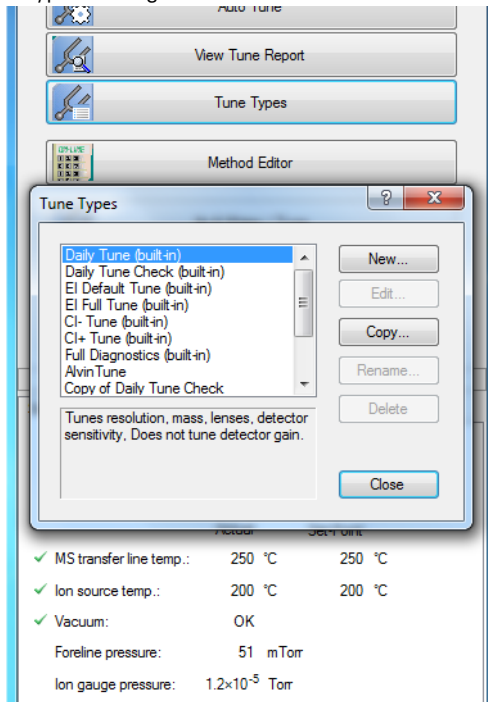 Auto Tune
View Tune Report
Tune Types
Method Editor
Tune Types
Daily Tune (built-in)
Daily Tune Check (built-in)
EI Default Tune (built-in)
EI Full Tune (built-in)
CI- Tune (built-in)
CI+ Tune (built-in)
Full Diagnostics (built-in)
AlvinTune
Copy of Daily Tune Check
New...
Edit...
Copy...
Rename...
Delete
Tunes resolution, mass, lenses, detector
sensitivity, Does not tune detector gain.
Close
Actual Set-Point
MS transfer line temp.: 250 °C 250 °C
Ion source temp.: 200 °C 200 °C
Vacuum: OK
Foreline pressure: 51 mTorr
Ion gauge pressure: 1.2×10⁻⁵ Torr